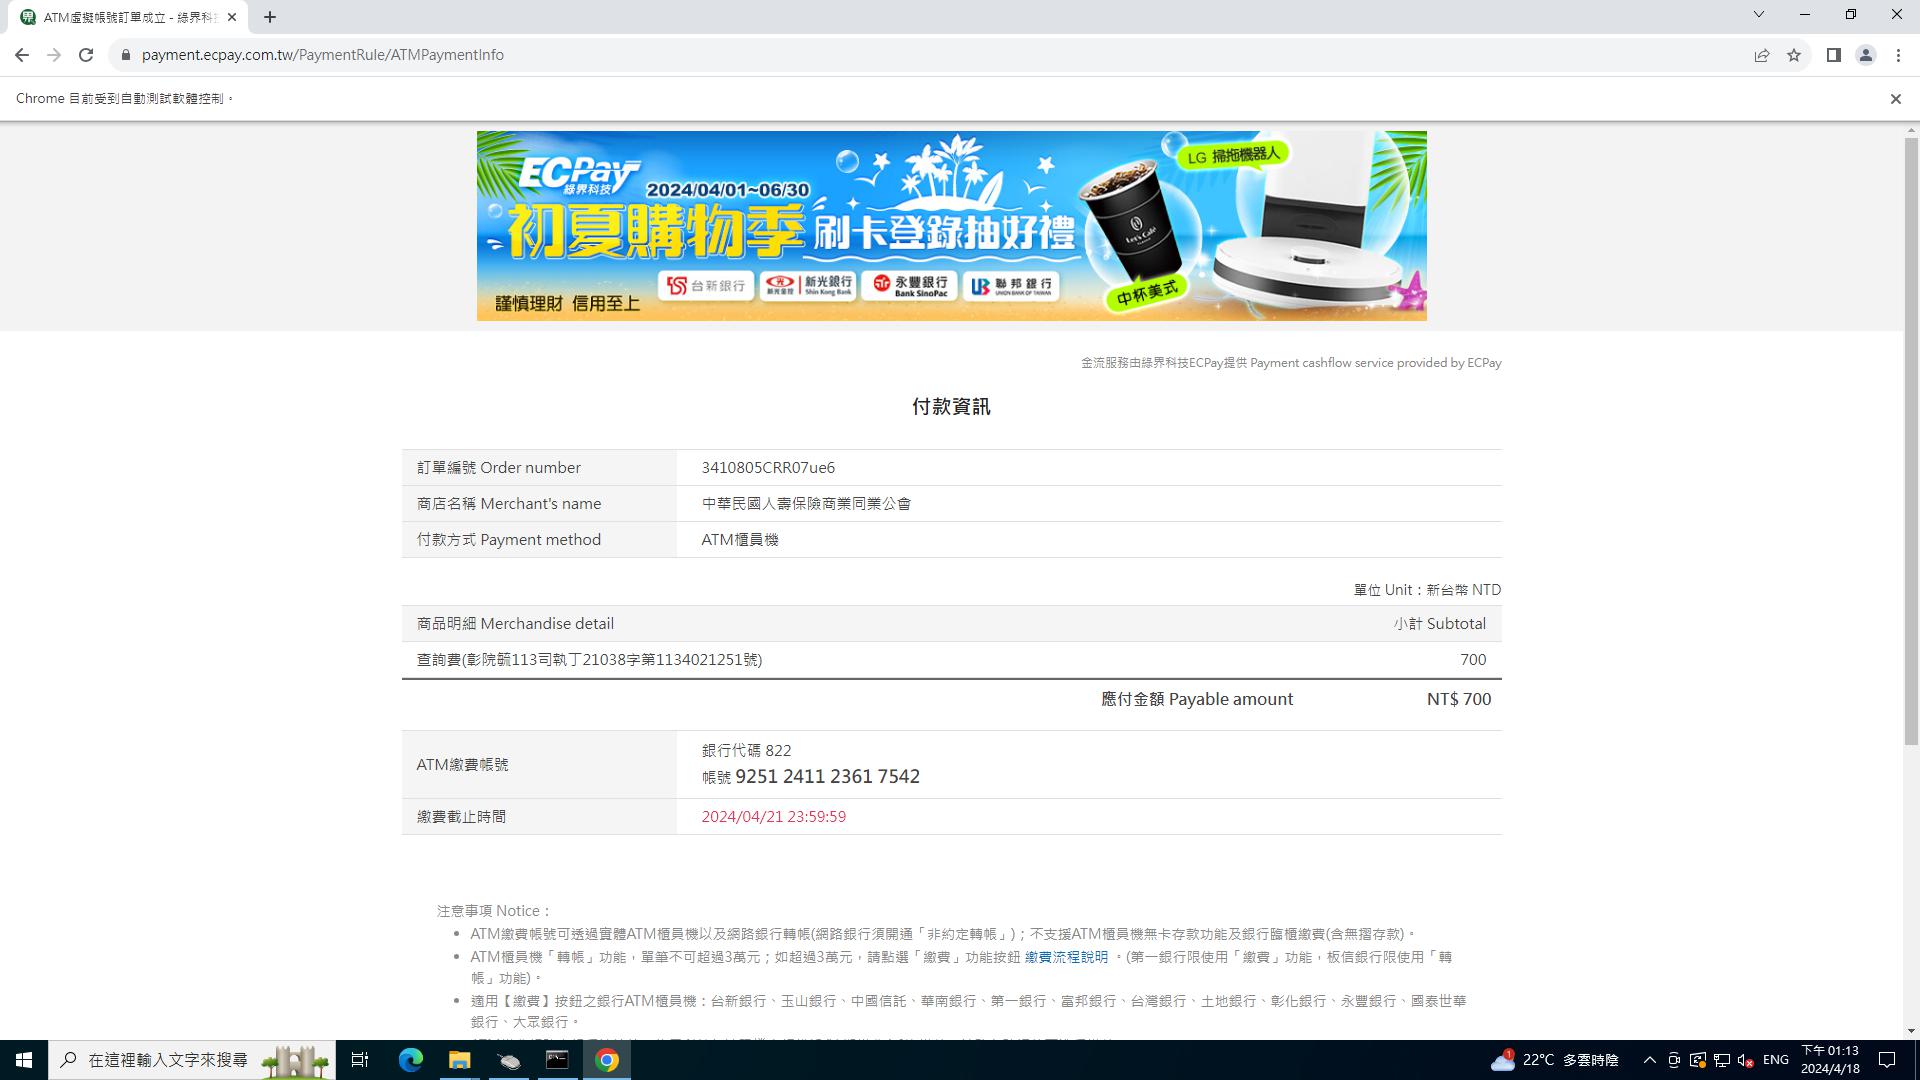 ATM虛擬帳號訂單成立 - 綠界科
payment.ecpay.com.tw/PaymentRule/ATMPaymentInfo
Chrome 目前受到自動測試軟體控制。
ECPay
綠界科技
2024/04/01~06/30
初夏購物季 刷卡登錄抽好禮
LG 掃拖機器人
Let's Café
台新銀行
新光金控 新光銀行 Shin Kong Bank
永豐銀行 Bank SinoPac
聯邦銀行 UNION BANK OF TAIWAN
中杯美式
謹慎理財 信用至上
金流服務由綠界科技ECPay提供 Payment cashflow service provided by ECPay
付款資訊
訂單編號 Order number 3410805CRR07ue6
商店名稱 Merchant's name 中華民國人壽保險商業同業公會
付款方式 Payment method ATM櫃員機
單位 Unit：新台幣 NTD
商品明細 Merchandise detail 小計 Subtotal
查詢費(彰院毓113司執丁21038字第1134021251號) 700
應付金額 Payable amount NT$ 700
ATM繳費帳號
銀行代碼 822
帳號 9251 2411 2361 7542
繳費截止時間 2024/04/21 23:59:59
注意事項 Notice：
ATM繳費帳號可透過實體ATM櫃員機以及網路銀行轉帳(網路銀行須開通「非約定轉帳」)；不支援ATM櫃員機無卡存款功能及銀行臨櫃繳費(含無摺存款)。
ATM櫃員機「轉帳」功能，單筆不可超過3萬元；如超過3萬元，請點選「繳費」功能按鈕 繳費流程說明 。(第一銀行限使用「繳費」功能，板信銀行限使用「轉
帳」功能)。
適用【繳費】按鈕之銀行ATM櫃員機：台新銀行、玉山銀行、中國信託、華南銀行、第一銀行、富邦銀行、台灣銀行、土地銀行、彰化銀行、永豐銀行、國泰世華
銀行、大眾銀行。
在這裡輸入文字來搜尋
1
22°C 多雲時陰
ENG
下午 01:13
2024/4/18